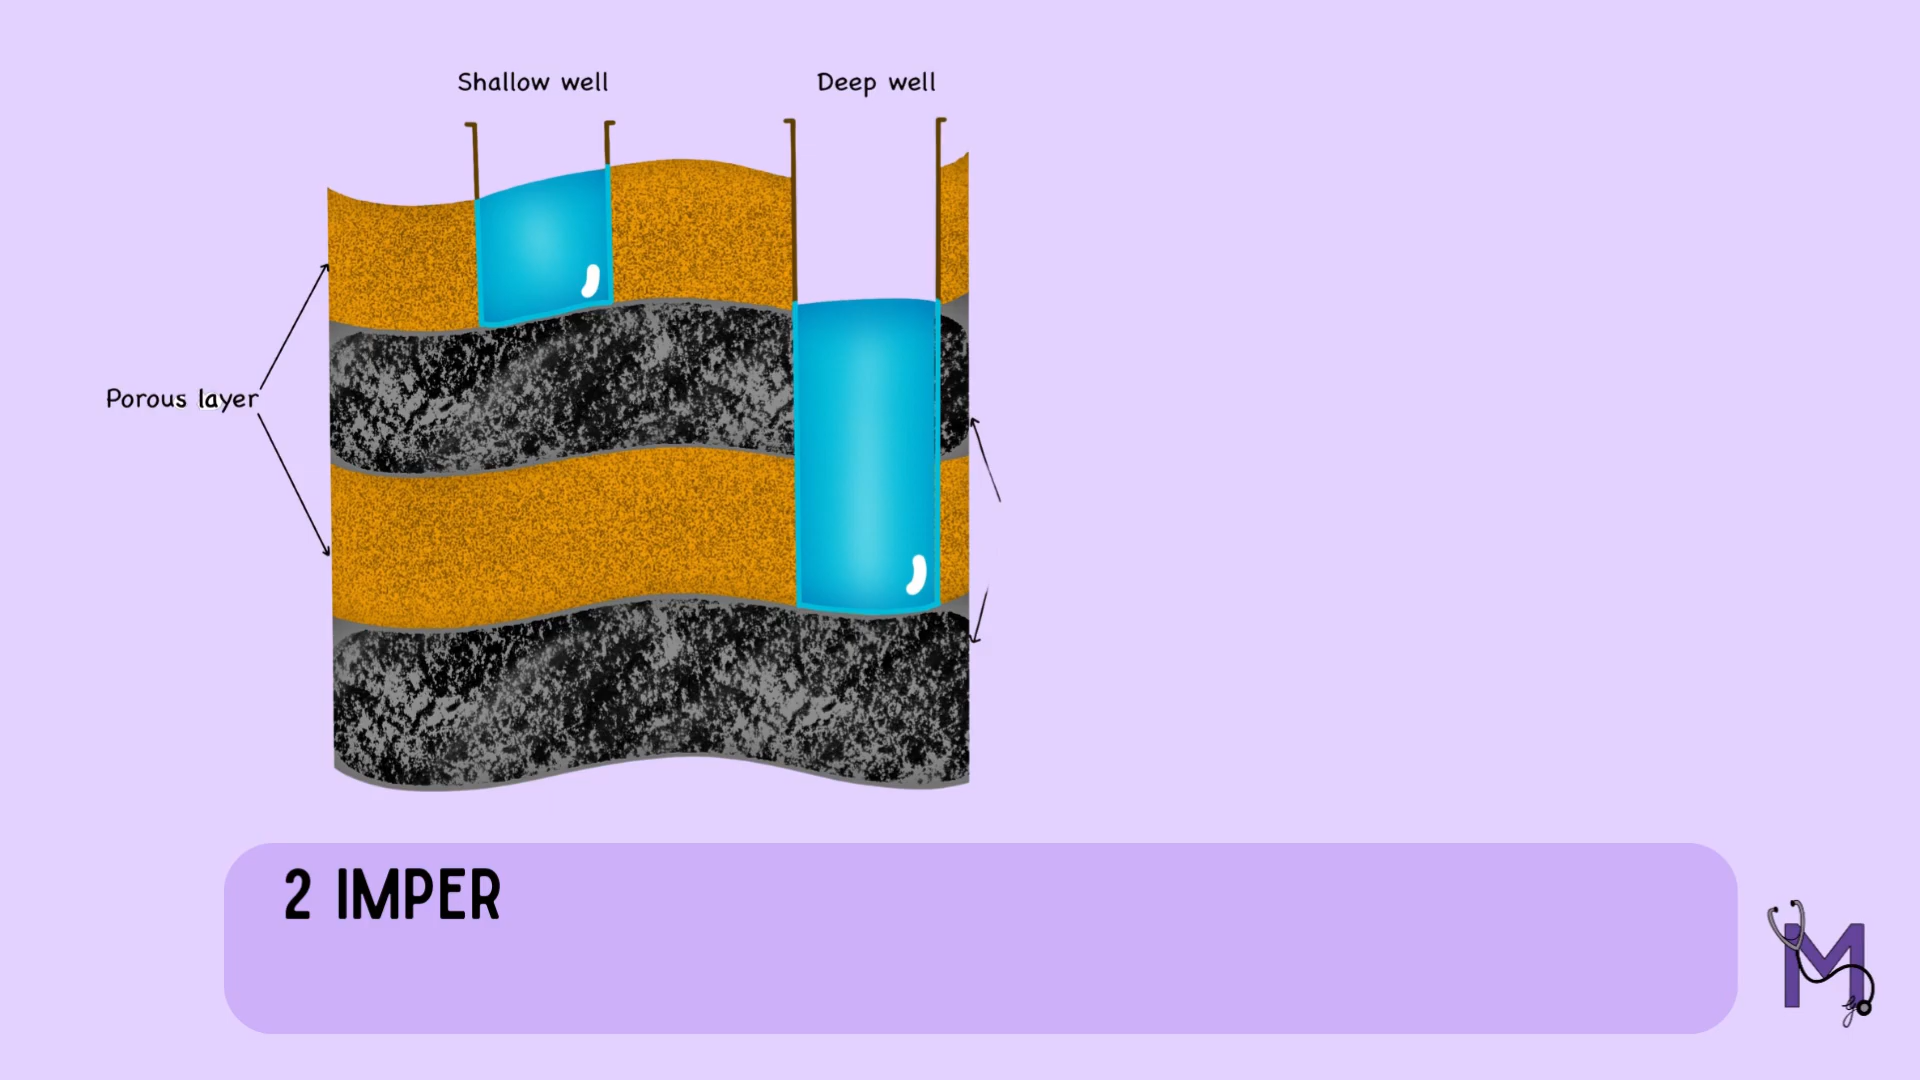 Shallow well
Deep well
Porous layer
2 IMPER
M